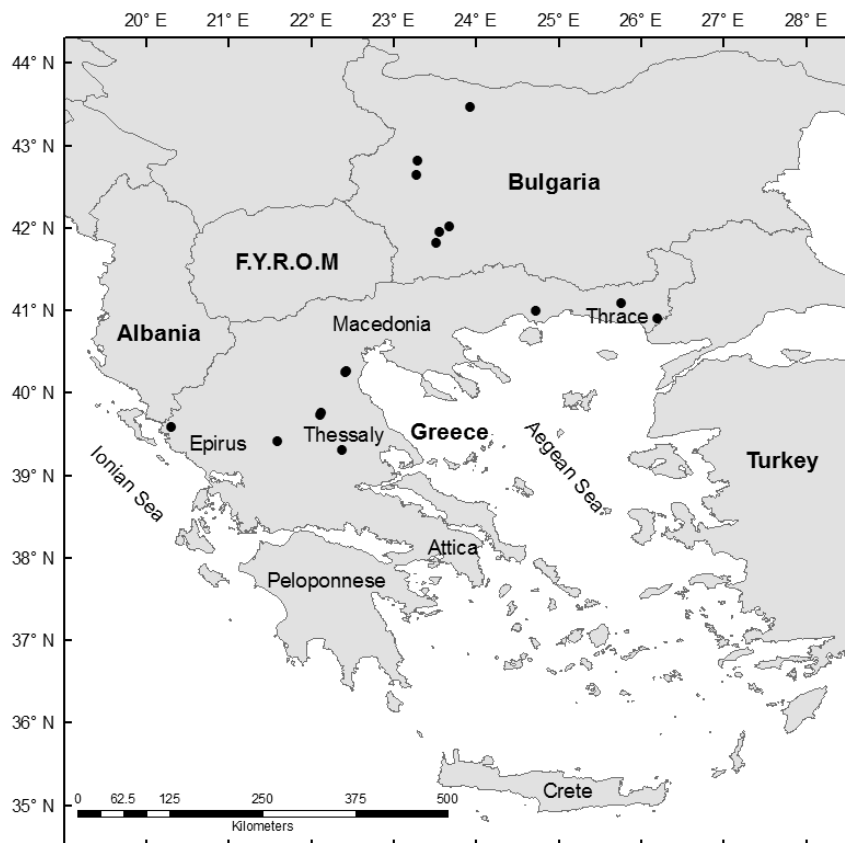 20° E 21° E 22° E 23° E 24° E 25° E 26° E 27° E 28° E
44° N
43° N
42° N
41° N
40° N
39° N
38° N
37° N
36° N
35° N
Bulgaria
F.Y.R.O.M
Albania
Macedonia
Thrace
Epirus
Thessaly
Greece
Turkey
Ionian Sea
Aegean Sea
Attica
Peloponnese
Crete
0 62.5 125 250 375 500
Kilometers